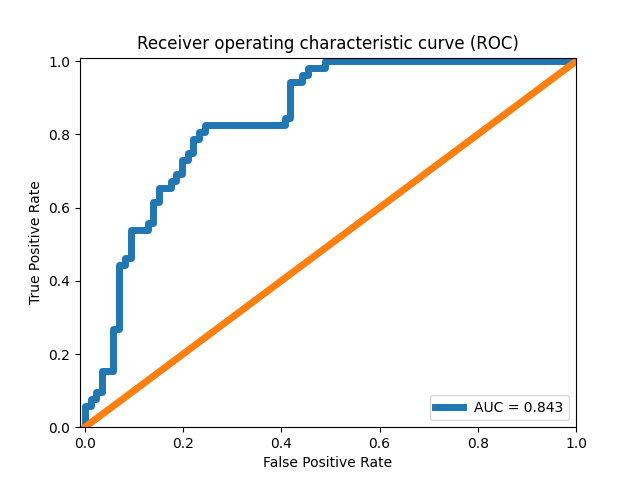 Receiver operating characteristic curve (ROC)
1.0
0.8
0.6
0.4
0.2
0.0
True Positive Rate
AUC = 0.843
0.0 0.2 0.4 0.6 0.8 1.0
False Positive Rate